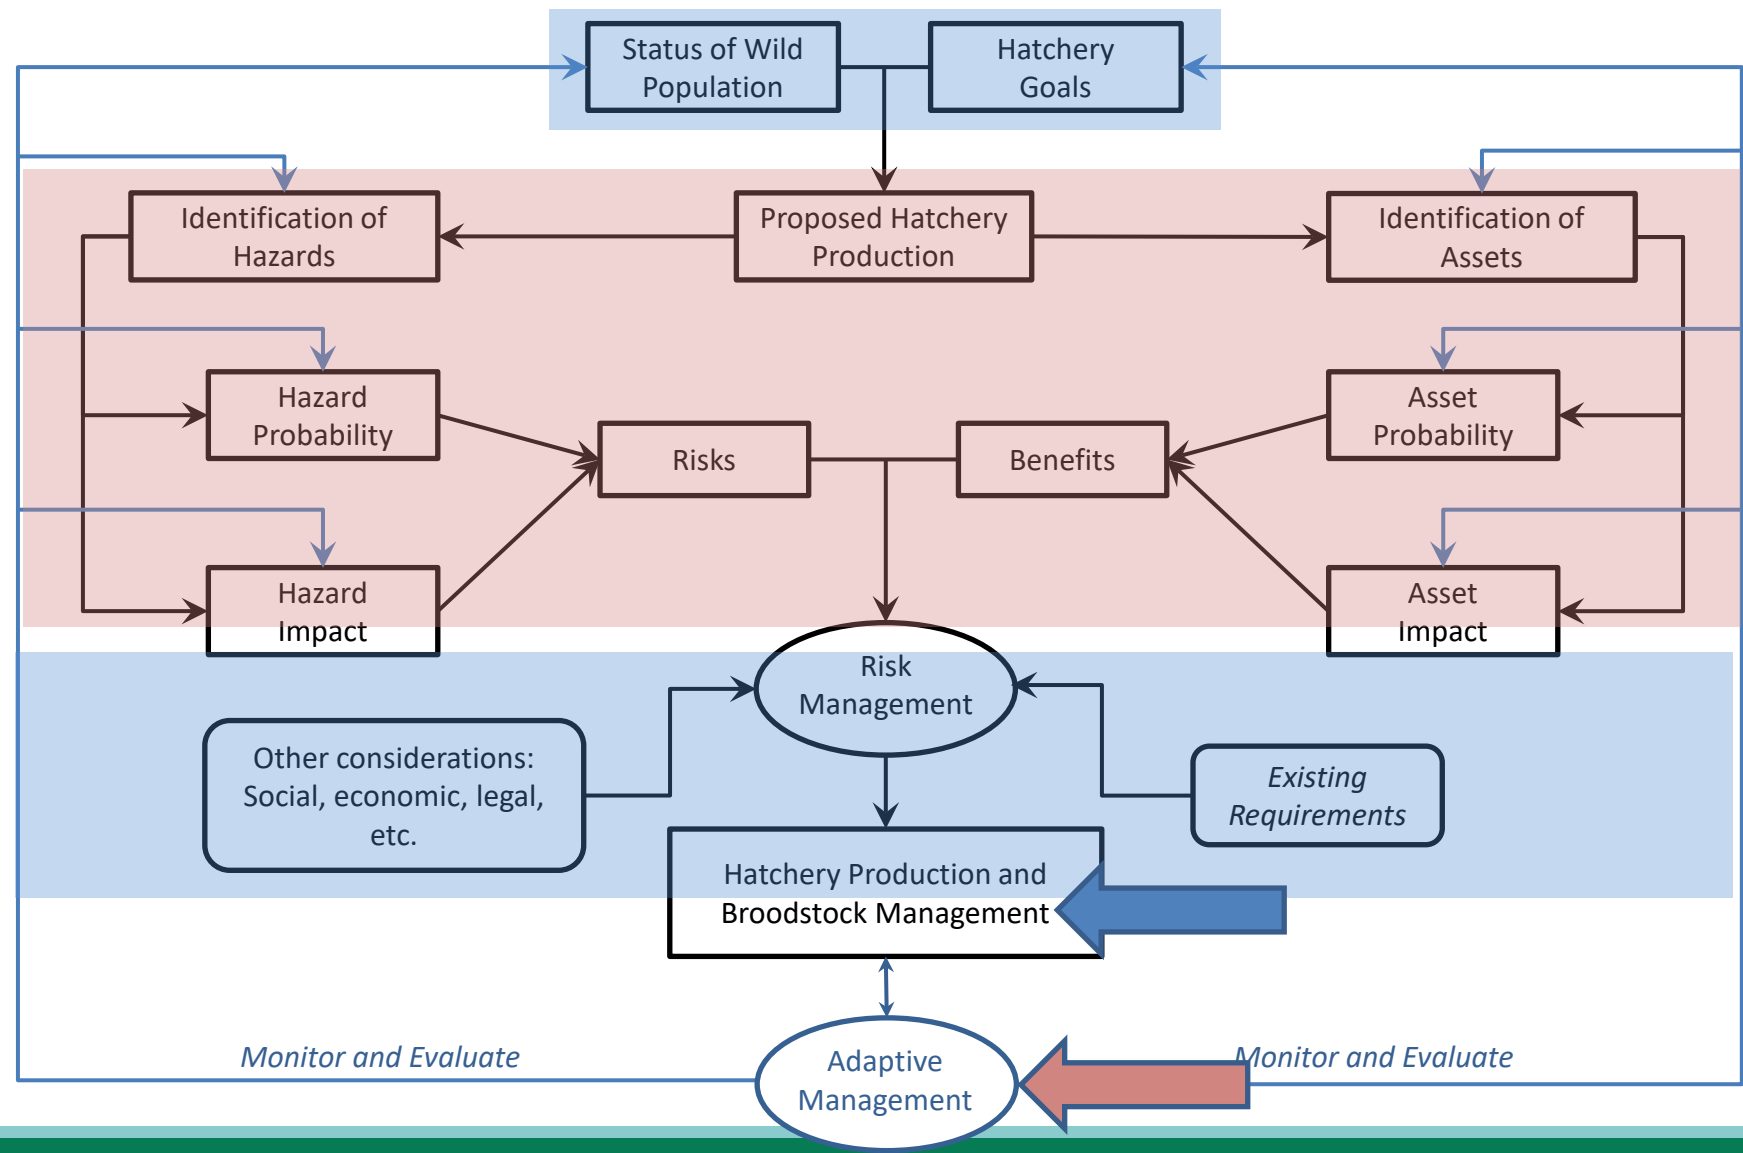 Status of Wild
Population
Hatchery
Goals
Identification of
Hazards
Proposed Hatchery
Production
Identification of
Assets
Hazard
Probability
Risks
Benefits
Asset
Probability
Hazard
Impact
Asset
Impact
Risk
Management
Other considerations:
Social, economic, legal,
etc.
Existing
Requirements
Hatchery Production and
Broodstock Management
Monitor and Evaluate
Adaptive
Management
Monitor and Evaluate